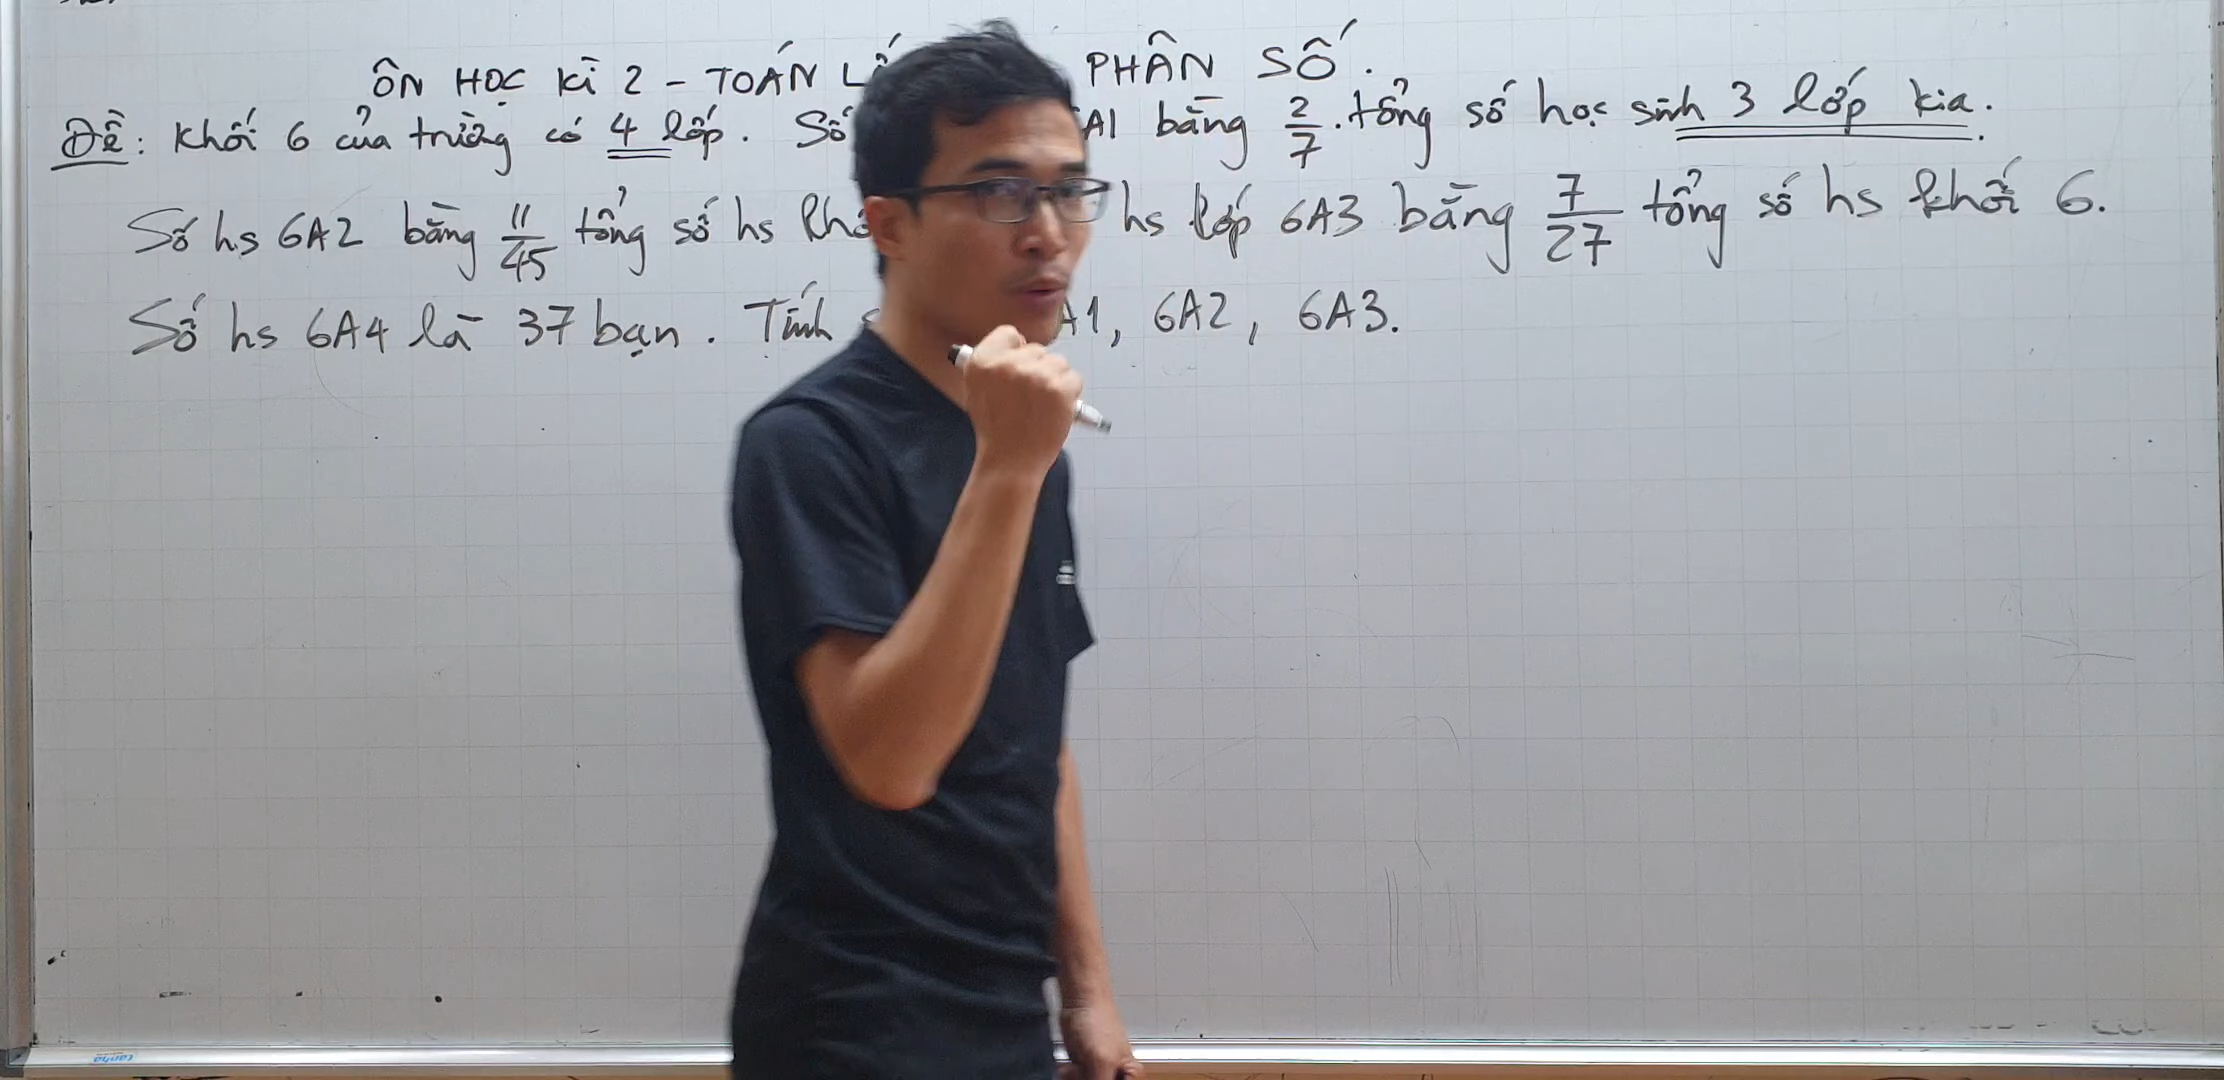 ÔN HỌC KÌ 2 - TOÁN PHÂN SỐ.
Đề: Khối 6 của trường có 4 lớp. Số A1 bằng 2/7 tổng số học sinh 3 lớp kia.
Số hs 6A2 bằng 11/45 tổng số hs hs lớp 6A3 bằng 7/27 tổng số hs khối 6.
Số hs 6A4 là 37 bạn. Tính A1, 6A2, 6A3.